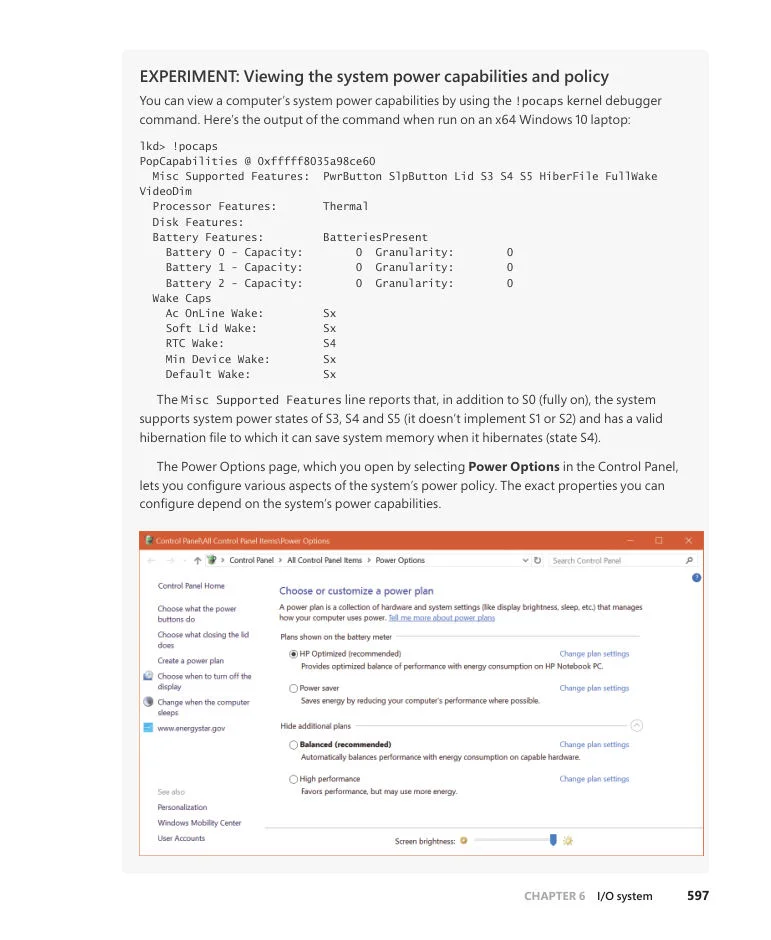 EXPERIMENT: Viewing the system power capabilities and policy
You can view a computer's system power capabilities by using the !pocaps kernel debugger
command. Here's the output of the command when run on an x64 Windows 10 laptop:
lkd> !pocaps
PopCapabilities @ 0xfffff8035a98ce60
  Misc Supported Features:  PwrButton SlpButton Lid S3 S4 S5 HiberFile FullWake
VideoDim
  Processor Features:       Thermal
  Disk Features:
  Battery Features:         BatteriesPresent
    Battery 0 - Capacity:        0  Granularity:        0
    Battery 1 - Capacity:        0  Granularity:        0
    Battery 2 - Capacity:        0  Granularity:        0
  Wake Caps
    Ac OnLine Wake:         Sx
    Soft Lid Wake:          Sx
    RTC Wake:               S4
    Min Device Wake:        Sx
    Default Wake:           Sx
The Misc Supported Features line reports that, in addition to S0 (fully on), the system
supports system power states of S3, S4 and S5 (it doesn't implement S1 or S2) and has a valid
hibernation file to which it can save system memory when it hibernates (state S4).
The Power Options page, which you open by selecting Power Options in the Control Panel,
lets you configure various aspects of the system's power policy. The exact properties you can
configure depend on the system's power capabilities.
Control Panel\All Control Panel Items\Power Options
Control Panel > All Control Panel Items > Power Options
Search Control Panel
Control Panel Home
Choose what the power
buttons do
Choose what closing the lid
does
Create a power plan
Choose when to turn off the
display
Change when the computer
sleeps
www.energystar.gov
See also
Personalization
Windows Mobility Center
User Accounts
Choose or customize a power plan
A power plan is a collection of hardware and system settings (like display brightness, sleep, etc.) that manages
how your computer uses power. Tell me more about power plans
Plans shown on the battery meter
HP Optimized (recommended) Change plan settings
Provides optimized balance of performance with energy consumption on HP Notebook PC.
Power saver Change plan settings
Saves energy by reducing your computer's performance where possible.
Hide additional plans
Balanced (recommended) Change plan settings
Automatically balances performance with energy consumption on capable hardware.
High performance Change plan settings
Favors performance, but may use more energy.
Screen brightness:
CHAPTER 6 I/O system 597